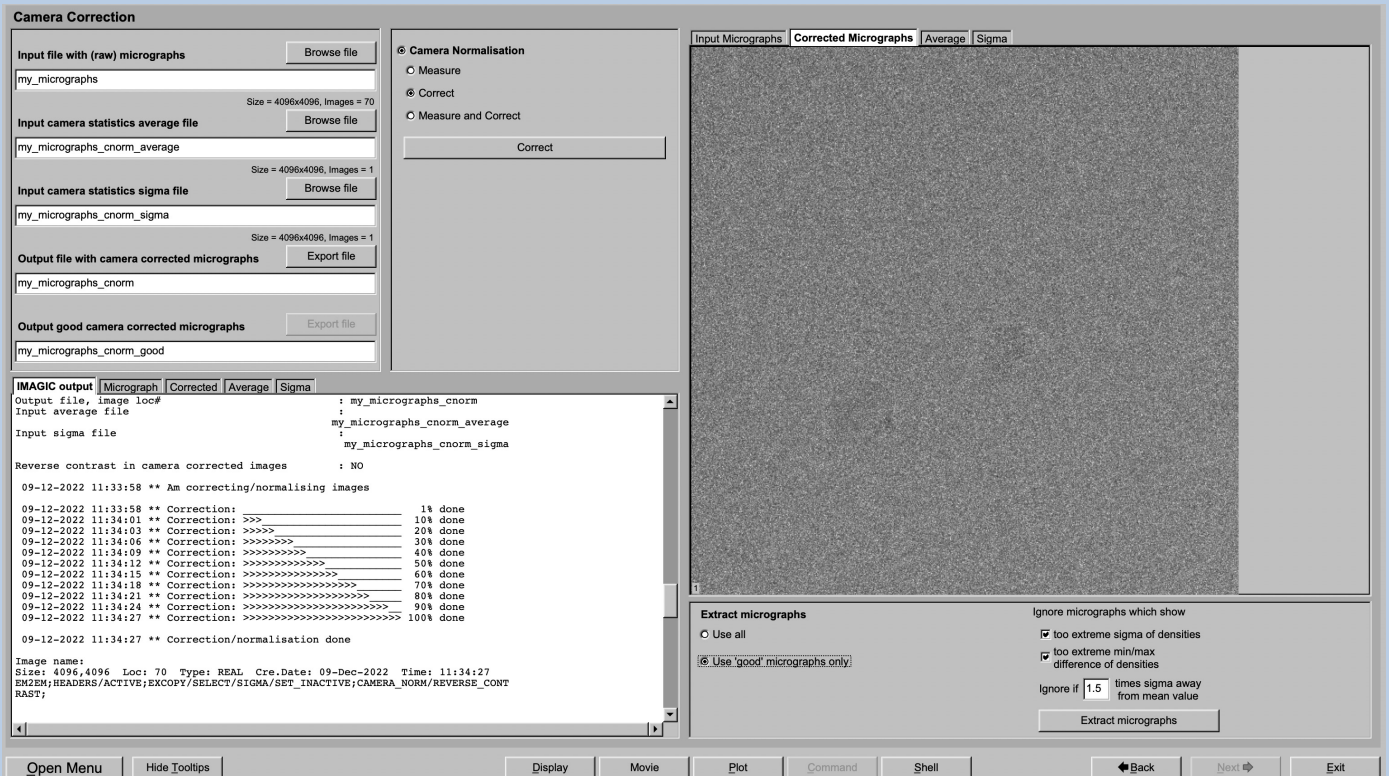 Camera Correction
Input file with (raw) micrographs
Browse file
my_micrographs
Size = 4096x4096, Images = 70
Input camera statistics average file
Browse file
my_micrographs_cnorm_average
Size = 4096x4096, Images = 1
Input camera statistics sigma file
Browse file
my_micrographs_cnorm_sigma
Size = 4096x4096, Images = 1
Output file with camera corrected micrographs
Export file
my_micrographs_cnorm
Output good camera corrected micrographs
Export file
my_micrographs_cnorm_good
Camera Normalisation
Measure
Correct
Measure and Correct
Correct
Input Micrographs Corrected Micrographs Average Sigma
1
IMAGIC output Micrograph Corrected Average Sigma
Output file, image loc# : my_micrographs_cnorm
Input average file :
my_micrographs_cnorm_average
Input sigma file :
my_micrographs_cnorm_sigma
Reverse contrast in camera corrected images : NO
09-12-2022 11:33:58 ** Am correcting/normalising images
09-12-2022 11:33:58 ** Correction: _________________________ 1% done
09-12-2022 11:34:01 ** Correction: >>>______________________ 10% done
09-12-2022 11:34:03 ** Correction: >>>>>____________________ 20% done
09-12-2022 11:34:06 ** Correction: >>>>>>>>_________________ 30% done
09-12-2022 11:34:09 ** Correction: >>>>>>>>>>_______________ 40% done
09-12-2022 11:34:12 ** Correction: >>>>>>>>>>>>>____________ 50% done
09-12-2022 11:34:15 ** Correction: >>>>>>>>>>>>>>>__________ 60% done
09-12-2022 11:34:18 ** Correction: >>>>>>>>>>>>>>>>>>_______ 70% done
09-12-2022 11:34:21 ** Correction: >>>>>>>>>>>>>>>>>>>>_____ 80% done
09-12-2022 11:34:24 ** Correction: >>>>>>>>>>>>>>>>>>>>>>>__ 90% done
09-12-2022 11:34:27 ** Correction: >>>>>>>>>>>>>>>>>>>>>>>>> 100% done
09-12-2022 11:34:27 ** Correction/normalisation done
Image name:
Size: 4096,4096 Loc: 70 Type: REAL Cre.Date: 09-Dec-2022 Time: 11:34:27
EM2EM;HEADERS/ACTIVE;EXCOPY/SELECT/SIGMA/SET_INACTIVE;CAMERA_NORM/REVERSE_CONT
RAST;
Extract micrographs
Use all
Use 'good' micrographs only
Ignore micrographs which show
too extreme sigma of densities
too extreme min/max
difference of densities
Ignore if 1.5 times sigma away
from mean value
Extract micrographs
Open Menu Hide Tooltips Display Movie Plot Command Shell Back Next Exit